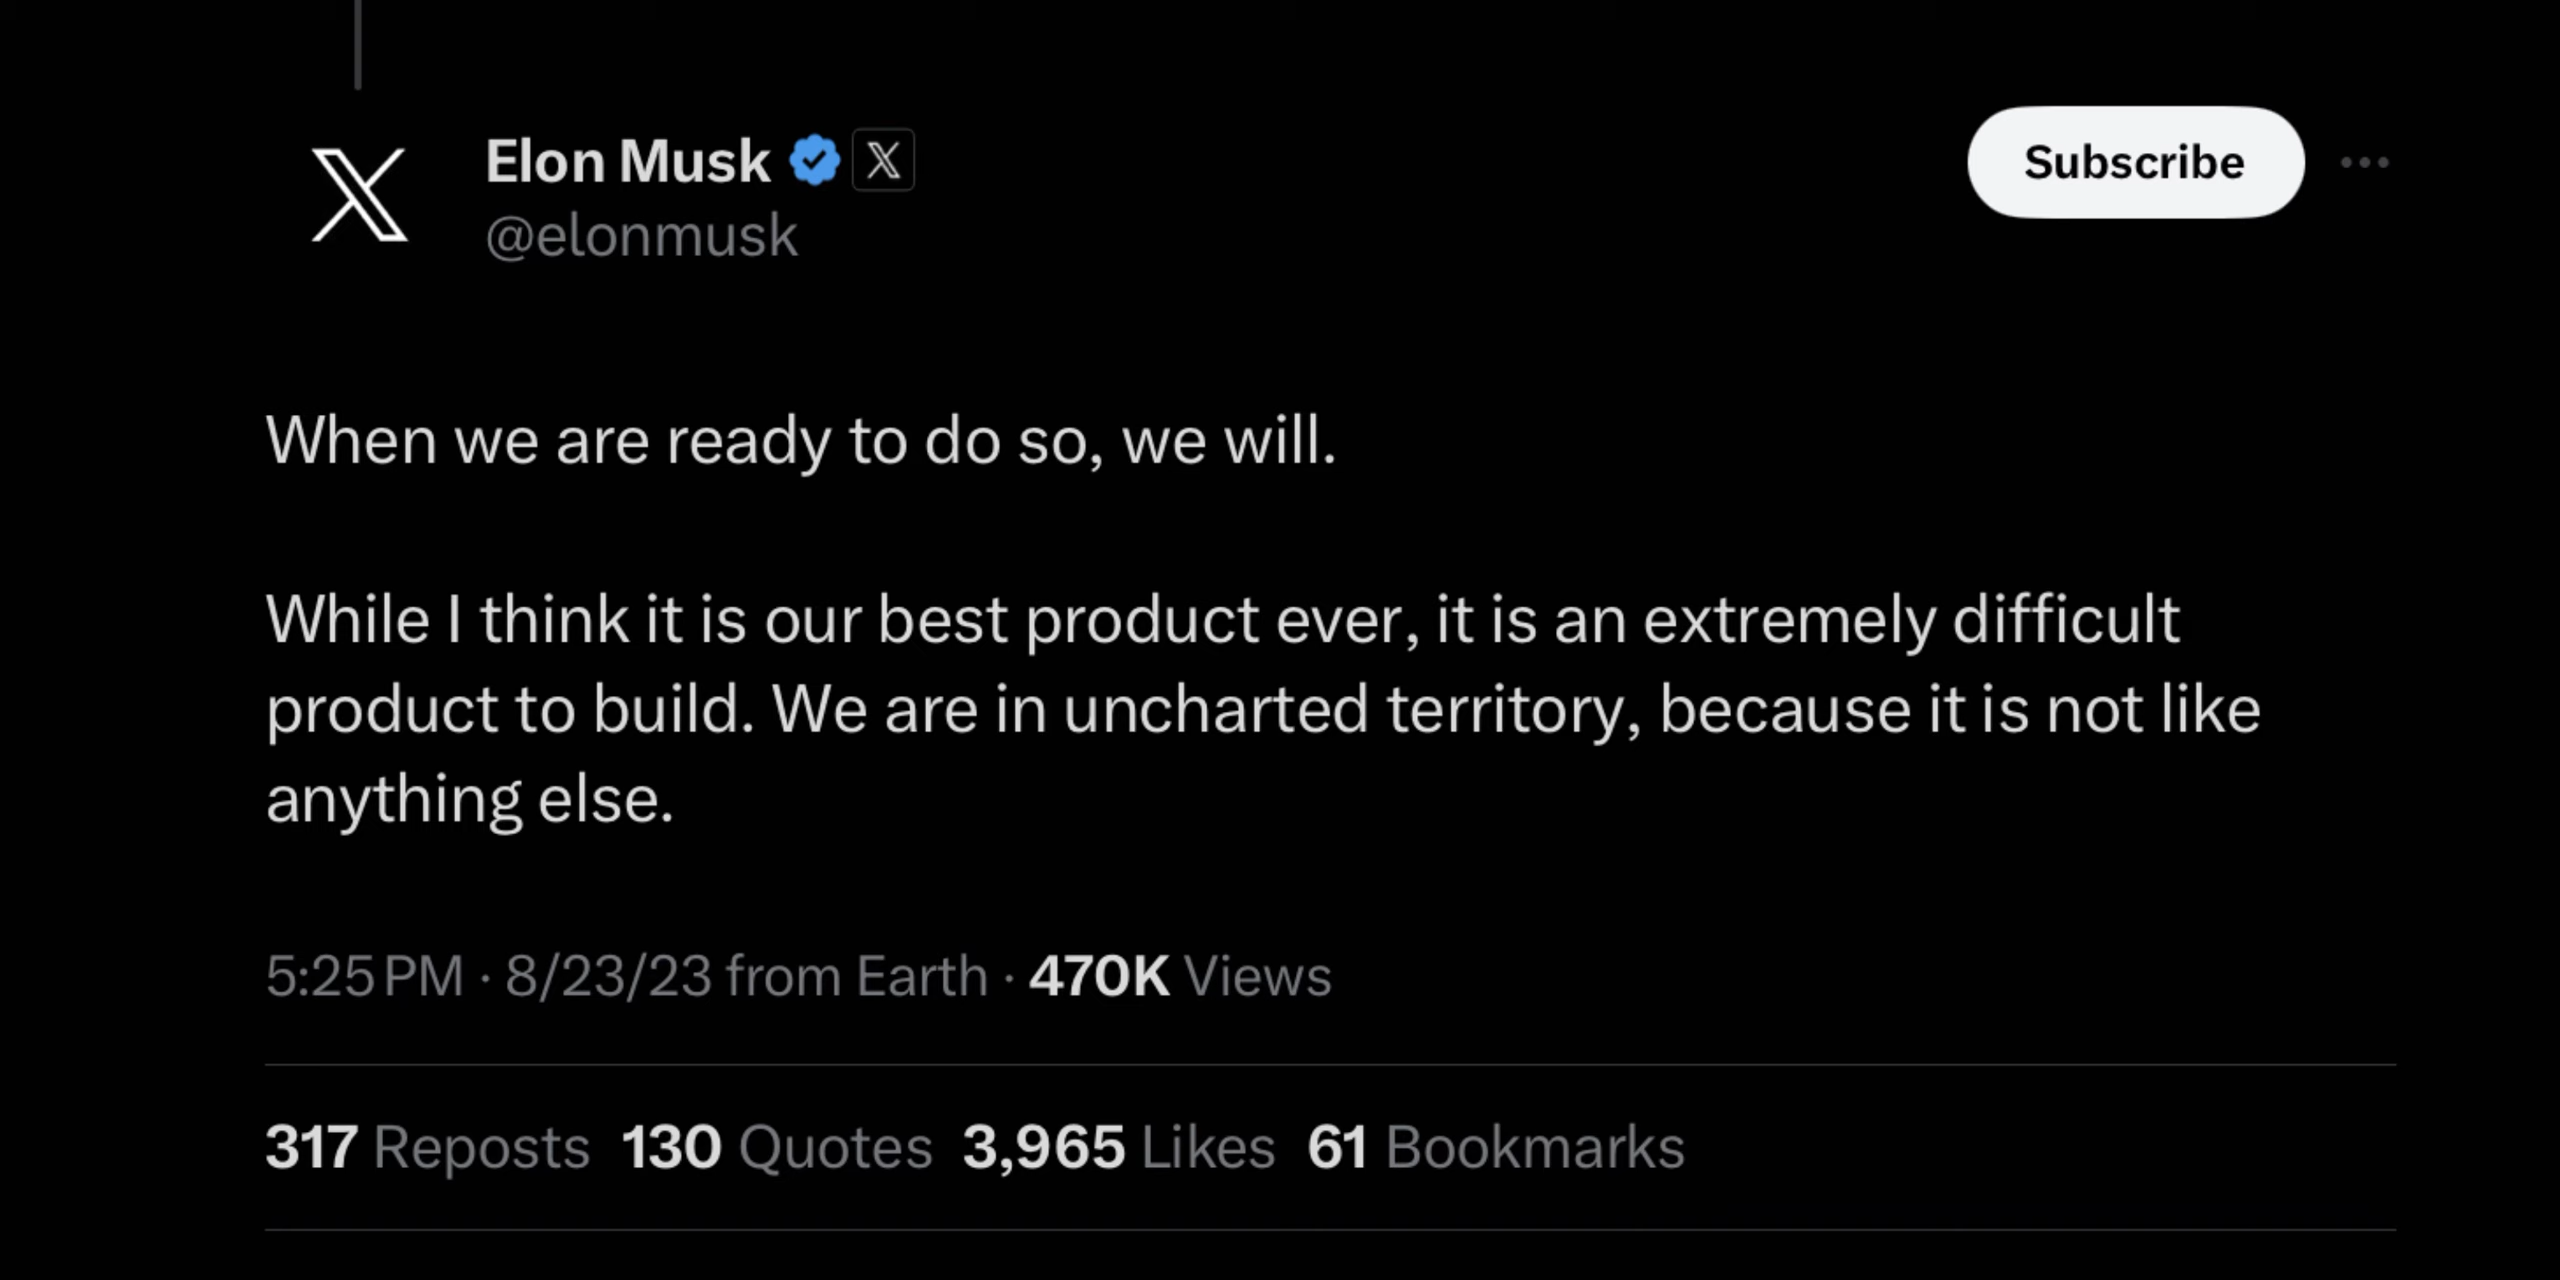 Elon Musk
Subscribe
@elonmusk
When we are ready to do so, we will.
While I think it is our best product ever, it is an extremely difficult
product to build. We are in uncharted territory, because it is not like
anything else.
5:25 PM · 8/23/23 from Earth · 470K Views
317 Reposts 130 Quotes 3,965 Likes 61 Bookmarks